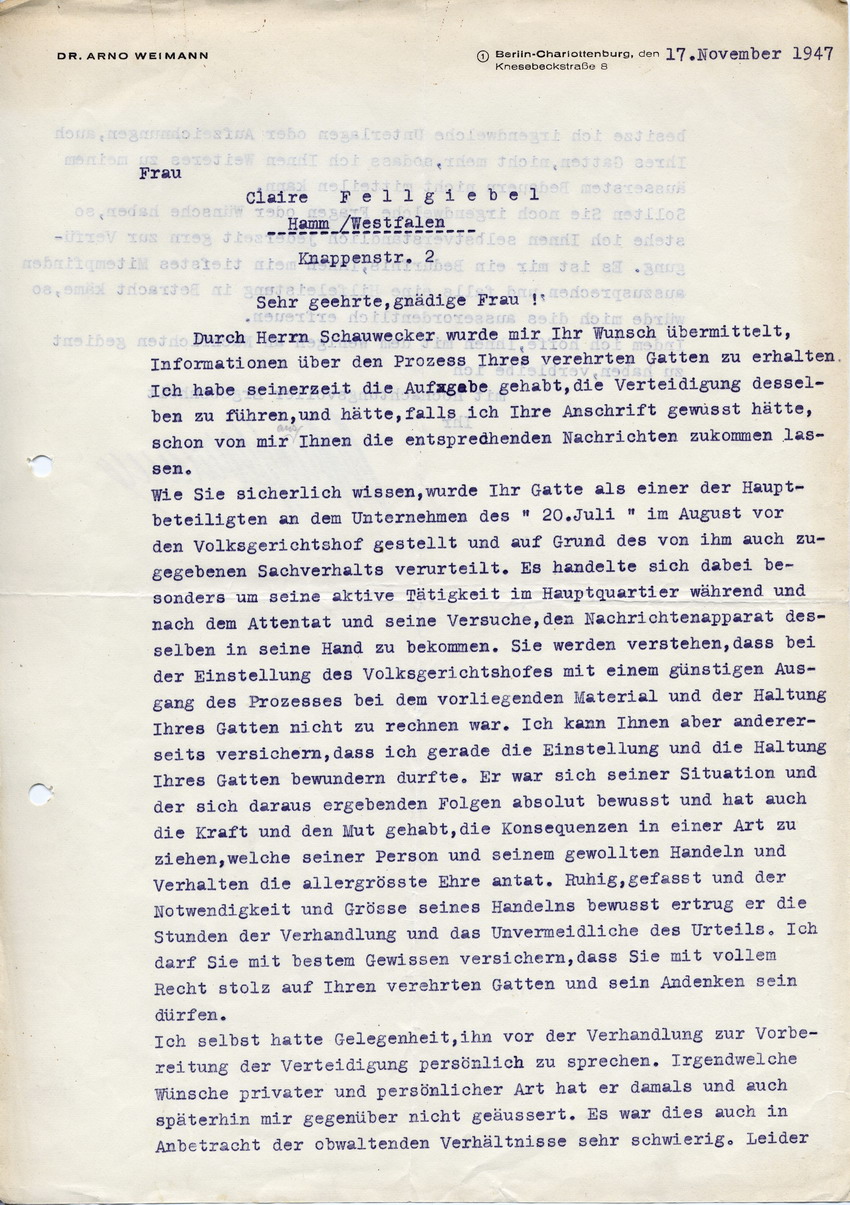 DR. ARNO WEIMANN
① Berlin-Charlottenburg, den 17.November 1947
Knesebeckstraße 8
Frau
Claire F e l l g i e b e l
Hamm /Westfalen
Knappenstr. 2
Sehr geehrte,gnädige Frau !
Durch Herrn Schauwecker wurde mir Ihr Wunsch übermittelt,
Informationen über den Prozess Ihres verehrten Gatten zu erhalten.
Ich habe seinerzeit die Aufxgabe gehabt,die Verteidigung dessel-
ben zu führen,und hätte,falls ich Ihre Anschrift gewusst hätte,
schon von mir aus Ihnen die entspredhenden Nachrichten zukommen las-
sen.
Wie Sie sicherlich wissen,wurde Ihr Gatte als einer der Haupt-
beteiligten an dem Unternehmen des " 20.Juli " im August vor
den Volksgerichtshof gestellt und auf Grund des von ihm auch zu-
gegebenen Sachverhalts verurteilt. Es handelte sich dabei be-
sonders um seine aktive Tätigkeit im Hauptquartier während und
nach dem Attentat und seine Versuche,den Nachrichtenapparat des-
selben in seine Hand zu bekommen. Sie werden verstehen,dass bei
der Einstellung des Volksgerichtshofes mit einem günstigen Aus-
gang des Prozesses bei dem vorliegenden Material und der Haltung
Ihres Gatten nicht zu rechnen war. Ich kann Ihnen aber anderer-
seits versichern,dass ich gerade die Einstellung und die Haltung
Ihres Gatten bewundern durfte. Er war sich seiner Situation und
der sich daraus ergebenden Folgen absolut bewusst und hat auch
die Kraft und den Mut gehabt,die Konsequenzen in einer Art zu
ziehen,welche seiner Person und seinem gewollten Handeln und
Verhalten die allergrösste Ehre antat. Ruhig,gefasst und der
Notwendigkeit und Grösse seines Handelns bewusst ertrug er die
Stunden der Verhandlung und das Unvermeidliche des Urteils. Ich
darf Sie mit bestem Gewissen versichern,dass Sie mit vollem
Recht stolz auf Ihren verehrten Gatten und sein Andenken sein
dürfen.
Ich selbst hatte Gelegenheit,ihn vor der Verhandlung zur Vorbe-
reitung der Verteidigung persönlich zu sprechen. Irgendwelche
Wünsche privater und persönlicher Art hat er damals und auch
späterhin mir gegenüber nicht geäussert. Es war dies auch in
Anbetracht der obwaltenden Verhältnisse sehr schwierig. Leider